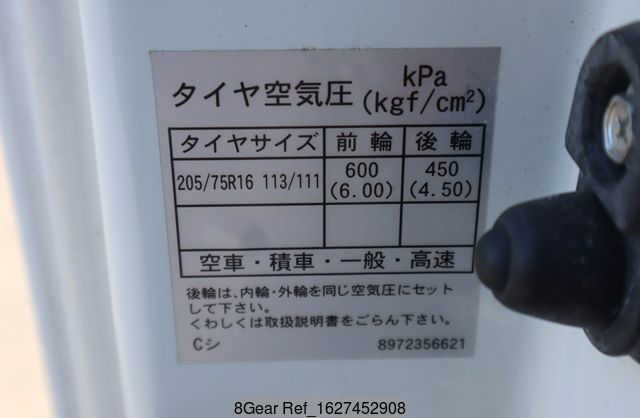 タイヤ空気圧 kPa
(kgf/cm²)
タイヤサイズ 前輪 後輪
205/75R16 113/111 600 (6.00) 450 (4.50)
空車・積車・一般・高速
後輪は、内輪・外輪を同じ空気圧にセット
して下さい。
くわしくは取扱説明書をごらん下さい。
Cシ 8972356621
8Gear Ref_1627452908